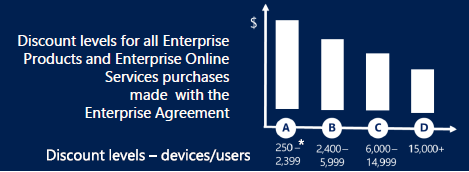 Discount levels for all Enterprise
Products and Enterprise Online
Services purchases
made with the
Enterprise Agreement
$
A B C D
250–* 2,400– 6,000– 15,000+
2,399 5,999 14,999
Discount levels – devices/users